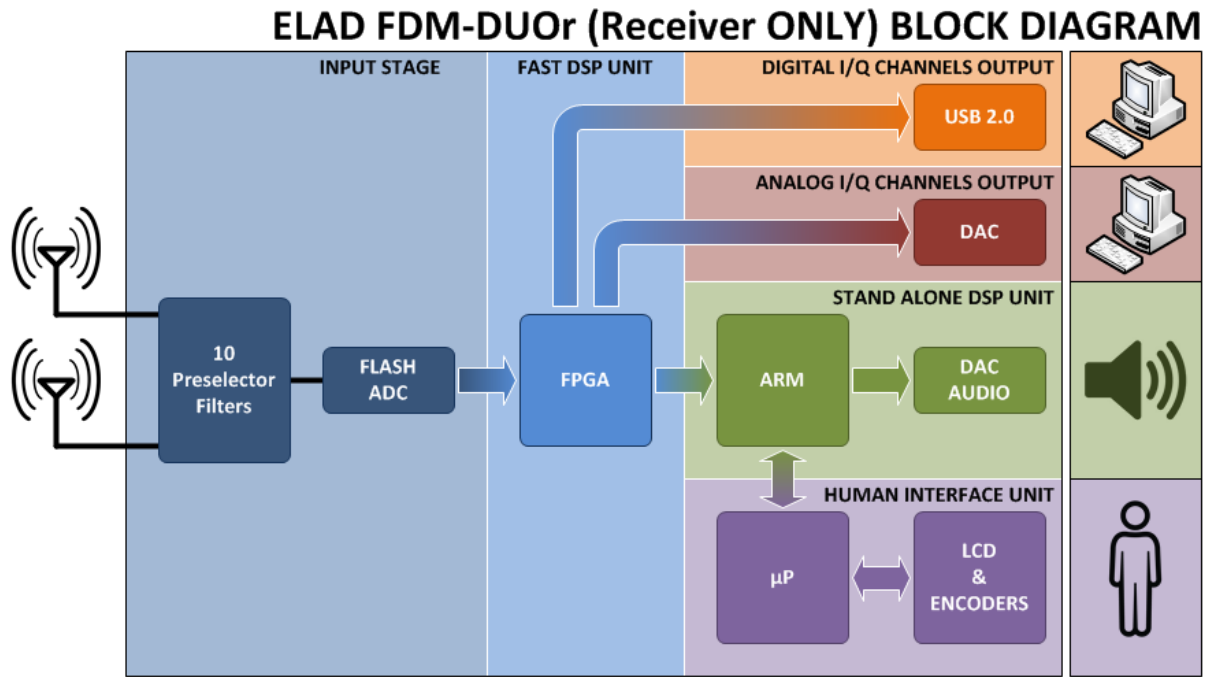 ELAD FDM-DUOr (Receiver ONLY) BLOCK DIAGRAM
INPUT STAGE
FAST DSP UNIT
DIGITAL I/Q CHANNELS OUTPUT
USB 2.0
ANALOG I/Q CHANNELS OUTPUT
DAC
STAND ALONE DSP UNIT
10
Preselector
Filters
FLASH
ADC
FPGA
ARM
DAC
AUDIO
HUMAN INTERFACE UNIT
µP
LCD
&
ENCODERS